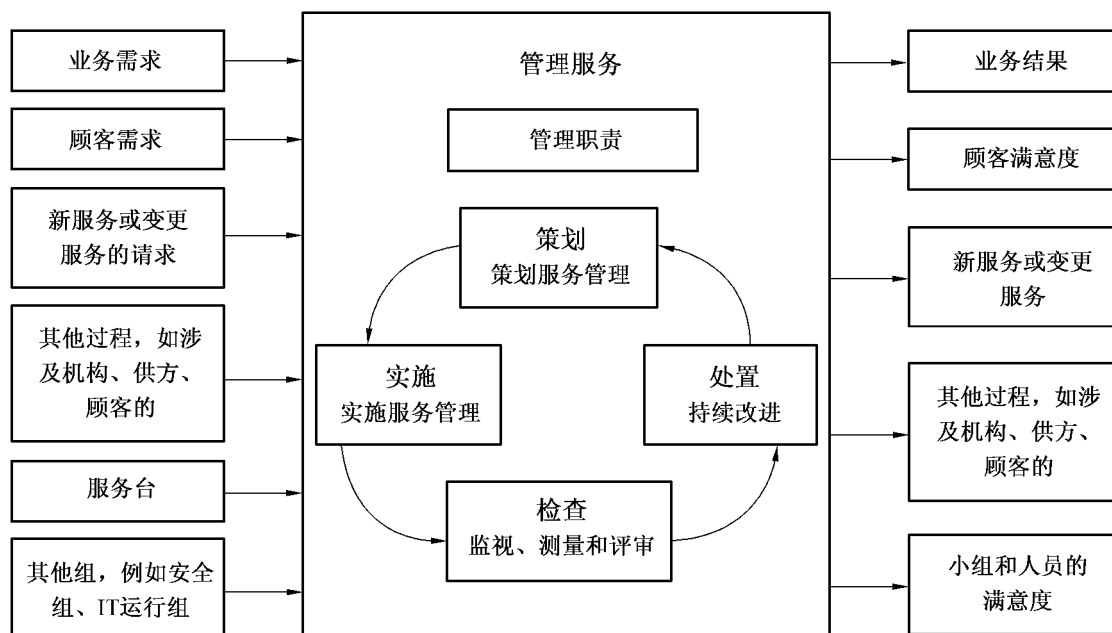 业务需求
顾客需求
新服务或变更
服务的请求
其他过程，如涉
及机构、供方、
顾客的
服务台
其他组，例如安全
组、IT运行组
管理服务
管理职责
策划
策划服务管理
实施
实施服务管理
处置
持续改进
检查
监视、测量和评审
业务结果
顾客满意度
新服务或变更
服务
其他过程，如涉
及机构、供方、
顾客的
小组和人员的
满意度